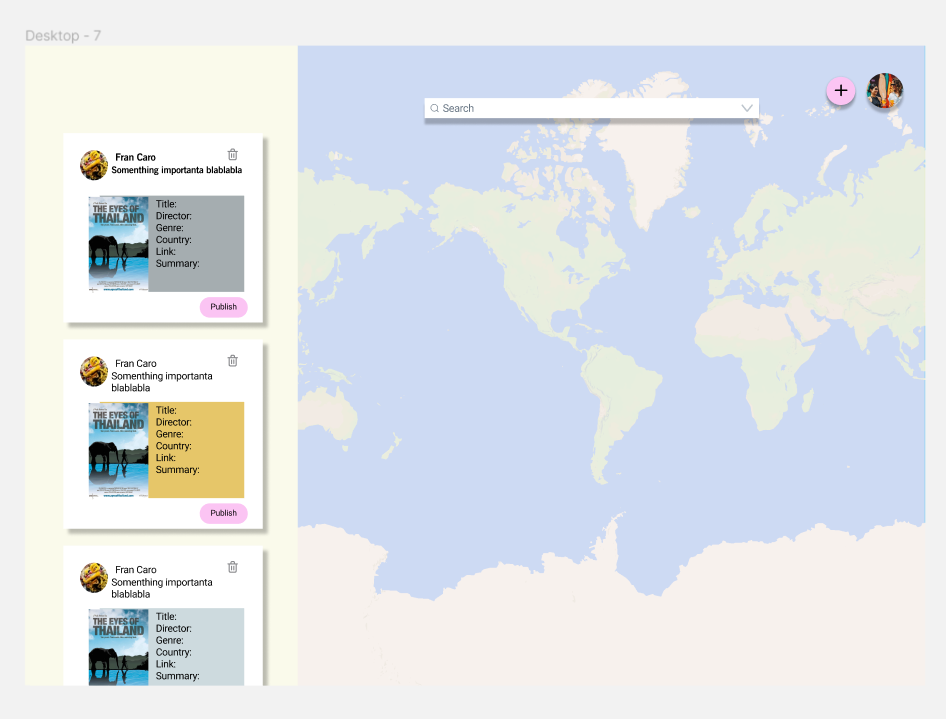 Desktop - 7
Search
Fran Caro
Somenthing importanta blablabla
THE EYES OF
THAILAND
Title:
Director:
Genre:
Country:
Link:
Summary:
Publish
Fran Caro
Somenthing importanta
blablabla
THE EYES OF
THAILAND
Title:
Director:
Genre:
Country:
Link:
Summary:
Publish
Fran Caro
Somenthing importanta
blablabla
THE EYES OF
THAILAND
Title:
Director:
Genre:
Country:
Link:
Summary: